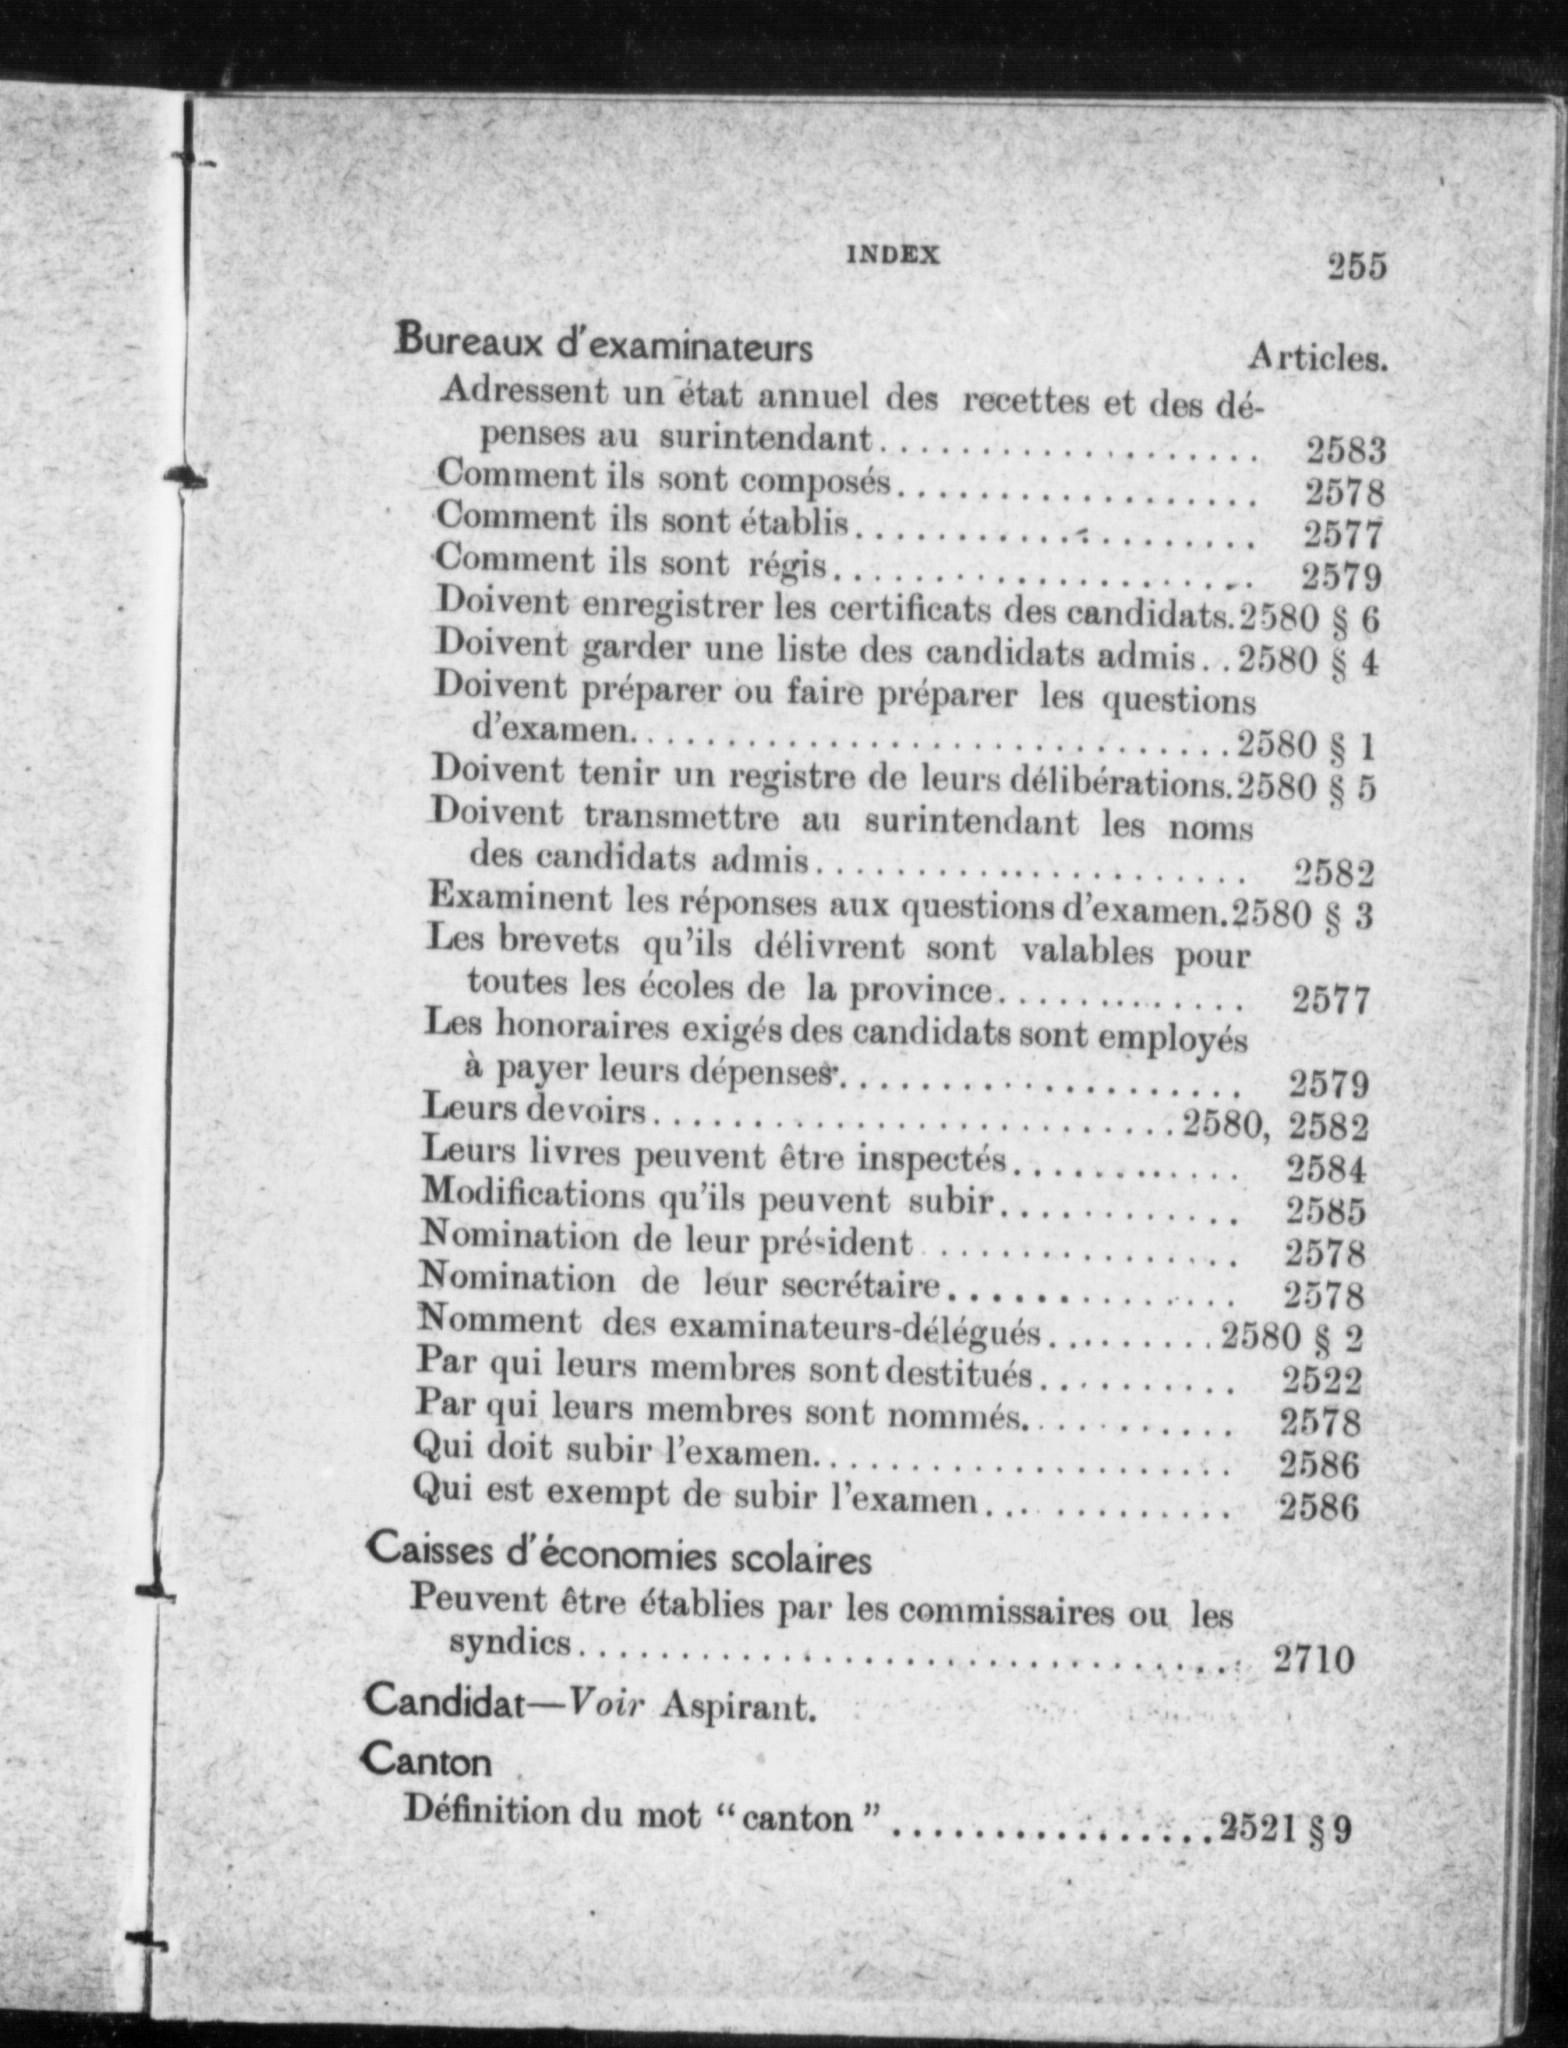 INDEX 255
Bureaux d'examinateurs Articles.
Adressent un état annuel des recettes et des dé-
penses au surintendant................... 2583
Comment ils sont composés.................. 2578
Comment ils sont établis.................... 2577
Comment ils sont régis..................... 2579
Doivent enregistrer les certificats des candidats.2580 § 6
Doivent garder une liste des candidats admis..2580 § 4
Doivent préparer ou faire préparer les questions
d'examen..............................2580 § 1
Doivent tenir un registre de leurs délibérations.2580 § 5
Doivent transmettre au surintendant les noms
des candidats admis...................... 2582
Examinent les réponses aux questions d'examen.2580 § 3
Les brevets qu'ils délivrent sont valables pour
toutes les écoles de la province............. 2577
Les honoraires exigés des candidats sont employés
à payer leurs dépenses.................... 2579
Leurs devoirs..........................2580, 2582
Leurs livres peuvent être inspectés............ 2584
Modifications qu'ils peuvent subir............ 2585
Nomination de leur président................ 2578
Nomination de leur secrétaire............... 2578
Nomment des examinateurs-délégués.........2580 § 2
Par qui leurs membres sont destitués.......... 2522
Par qui leurs membres sont nommés........... 2578
Qui doit subir l'examen..................... 2586
Qui est exempt de subir l'examen............. 2586
Caisses d'économies scolaires
Peuvent être établies par les commissaires ou les
syndics................................. 2710
Candidat—Voir Aspirant.
Canton
Définition du mot "canton"................2521 § 9